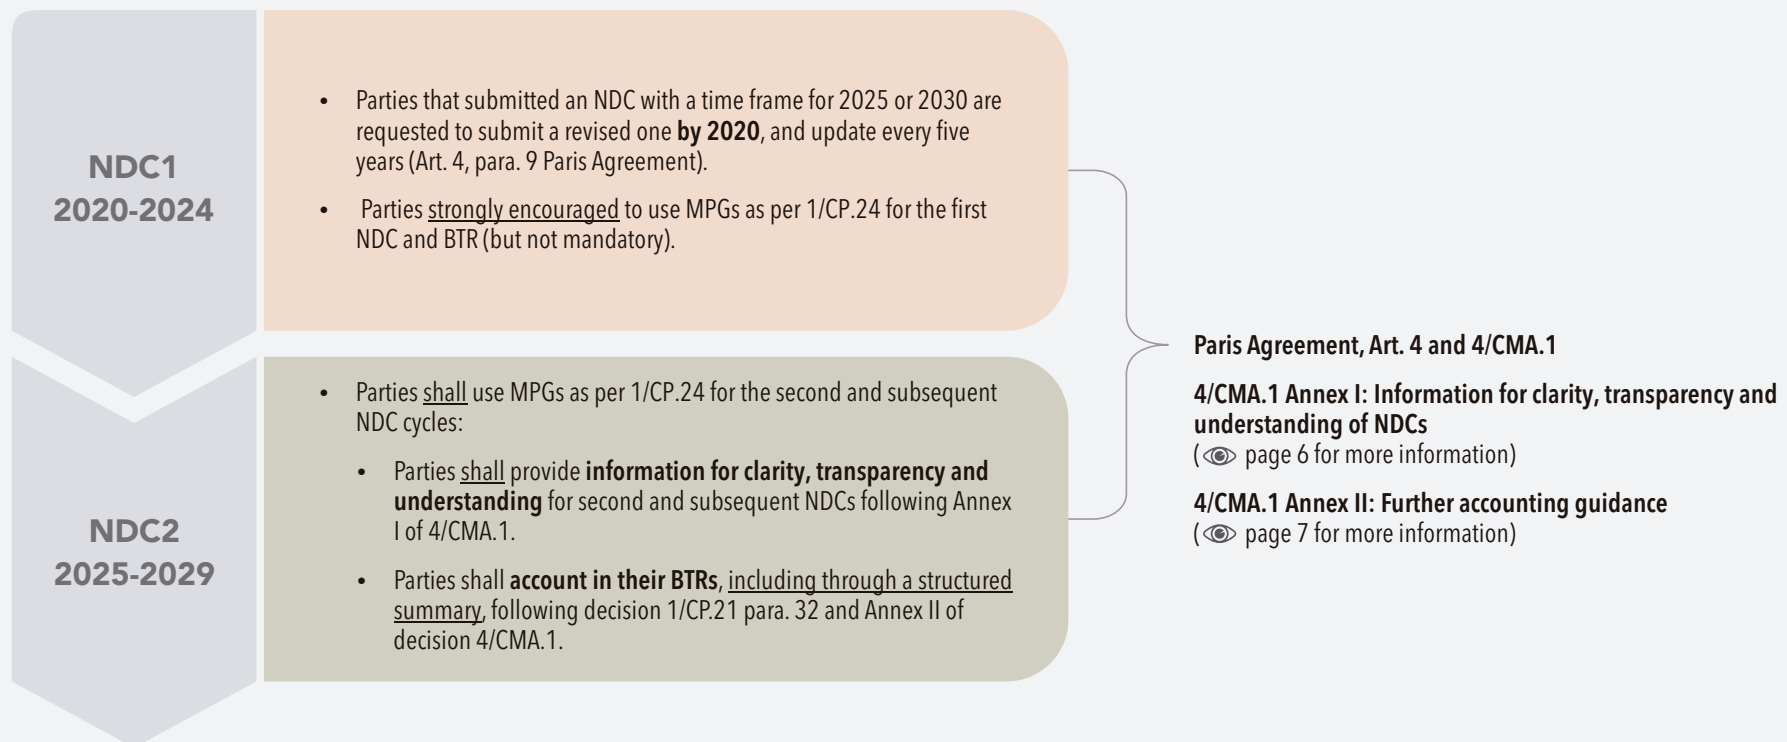 NDC1
2020-2024
• Parties that submitted an NDC with a time frame for 2025 or 2030 are
requested to submit a revised one by 2020, and update every five
years (Art. 4, para. 9 Paris Agreement).
• Parties strongly encouraged to use MPGs as per 1/CP.24 for the first
NDC and BTR (but not mandatory).
NDC2
2025-2029
• Parties shall use MPGs as per 1/CP.24 for the second and subsequent
NDC cycles:
• Parties shall provide information for clarity, transparency and
understanding for second and subsequent NDCs following Annex
I of 4/CMA.1.
• Parties shall account in their BTRs, including through a structured
summary, following decision 1/CP.21 para. 32 and Annex II of
decision 4/CMA.1.
Paris Agreement, Art. 4 and 4/CMA.1
4/CMA.1 Annex I: Information for clarity, transparency and
understanding of NDCs
( page 6 for more information)
4/CMA.1 Annex II: Further accounting guidance
( page 7 for more information)